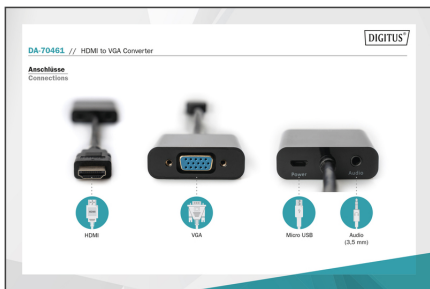 DIGITUS®
DA-70461 // HDMI to VGA Converter
Anschlüsse
Connections
Power
Audio
HDMI
VGA
Micro USB
Audio
(3,5 mm)